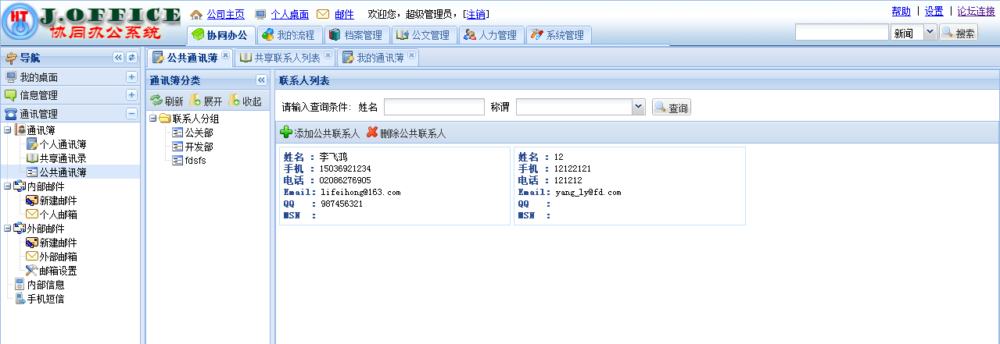 HT J.OFFICE
协同办公系统
公司主页 个人桌面 邮件 欢迎您，超级管理员，[注销]
帮助 | 设置 | 论坛连接
协同办公 我的流程 档案管理 公文管理 人力管理 系统管理
新闻 搜索
导航
我的桌面
信息管理
通讯管理
通讯簿
个人通讯簿
共享通讯录
公共通讯簿
内部邮件
新建邮件
个人邮箱
外部邮件
新建邮件
外部邮箱
邮箱设置
内部信息
手机短信
公共通讯簿 共享联系人列表 我的通讯簿
通讯簿分类
刷新 展开 收起
联系人分组
公关部
开发部
fdsfs
联系人列表
请输入查询条件: 姓名 称谓 查询
添加公共联系人 删除公共联系人
姓名 : 李飞鸿
手机 : 15036921234
电话 : 02086276905
Email: lifeihong@163.com
QQ : 987456321
MSN :
姓名 : 12
手机 : 12122121
电话 : 121212
Email: yang_ly@fd.com
QQ :
MSN :